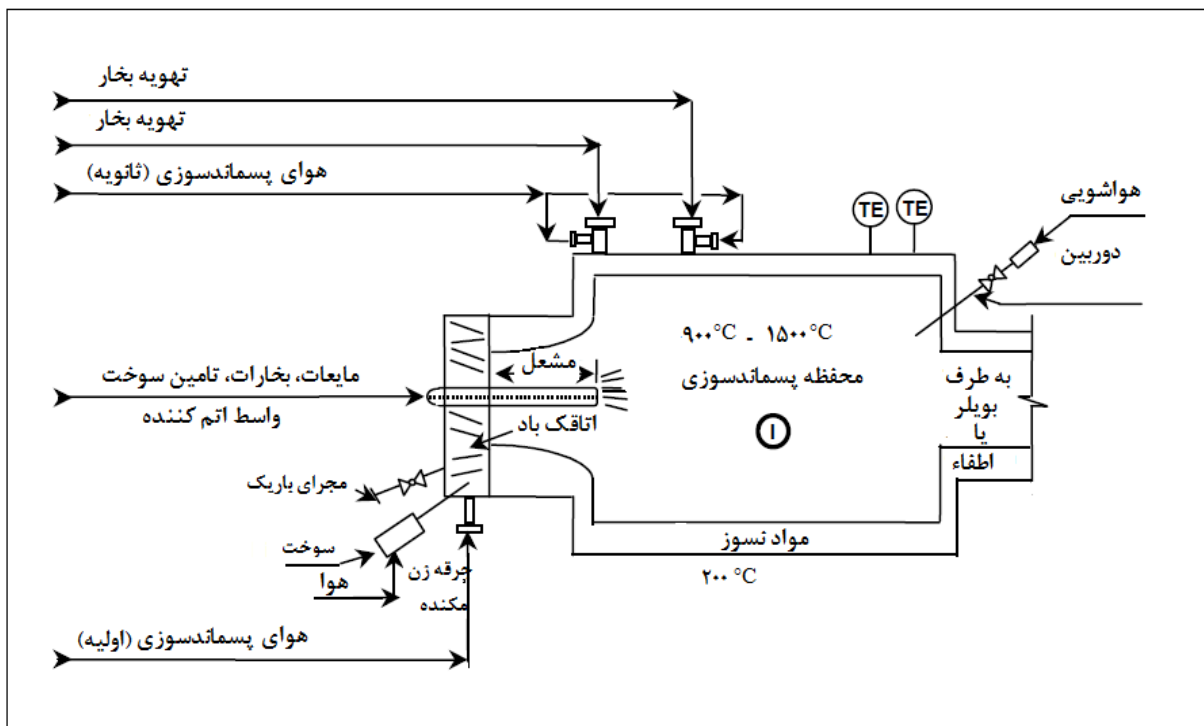 تهویه بخار
تهویه بخار
هوای پسماندسوزی (ثانویه)
TE
TE
هواشویی
دوربین
۹۰۰°C - ۱۵۰۰°C
محفظه پسماندسوزی
I
مشعل
مایعات، بخارات، تامین سوخت
واسط اتم کننده
اتاقک باد
به طرف
بویلر
یا
اطفاء
مجرای باریک
سوخت
هوا
جرقه زن
مکنده
مواد نسوز
۲۰۰ °C
هوای پسماندسوزی (اولیه)